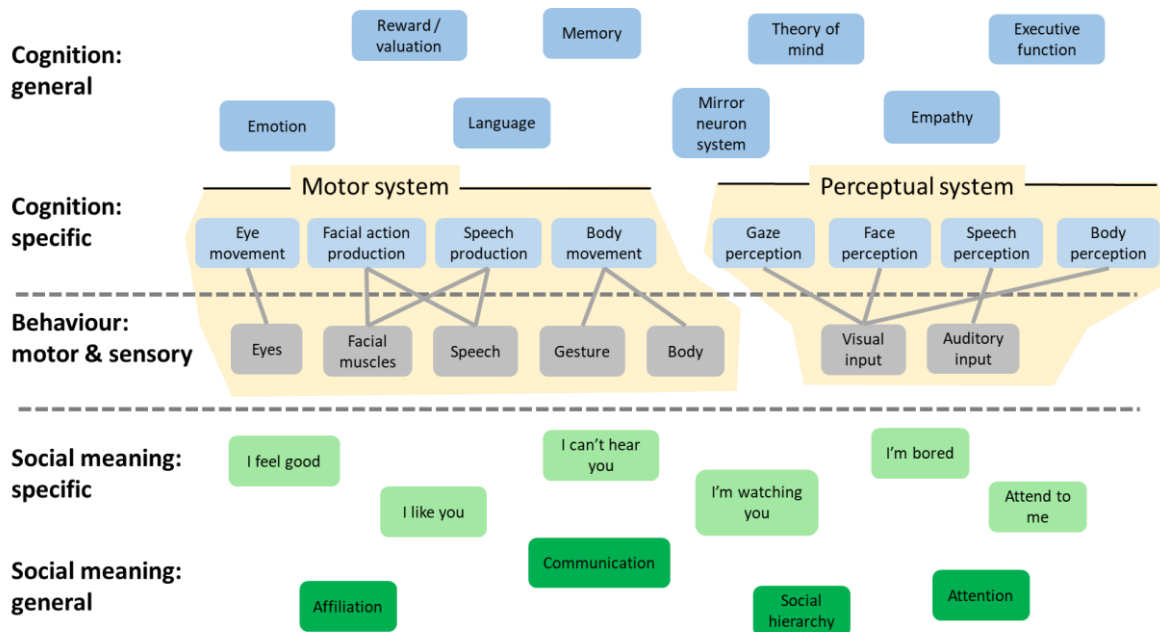 Cognition:
general
Reward /
valuation
Memory
Theory of
mind
Executive
function
Emotion
Language
Mirror
neuron
system
Empathy
Cognition:
specific
Motor system
Perceptual system
Eye
movement
Facial action
production
Speech
production
Body
movement
Gaze
perception
Face
perception
Speech
perception
Body
perception
Behaviour:
motor & sensory
Eyes
Facial
muscles
Speech
Gesture
Body
Visual
input
Auditory
input
Social meaning:
specific
I feel good
I like you
I can't hear
you
I'm watching
you
I'm bored
Attend to
me
Social meaning:
general
Affiliation
Communication
Social
hierarchy
Attention